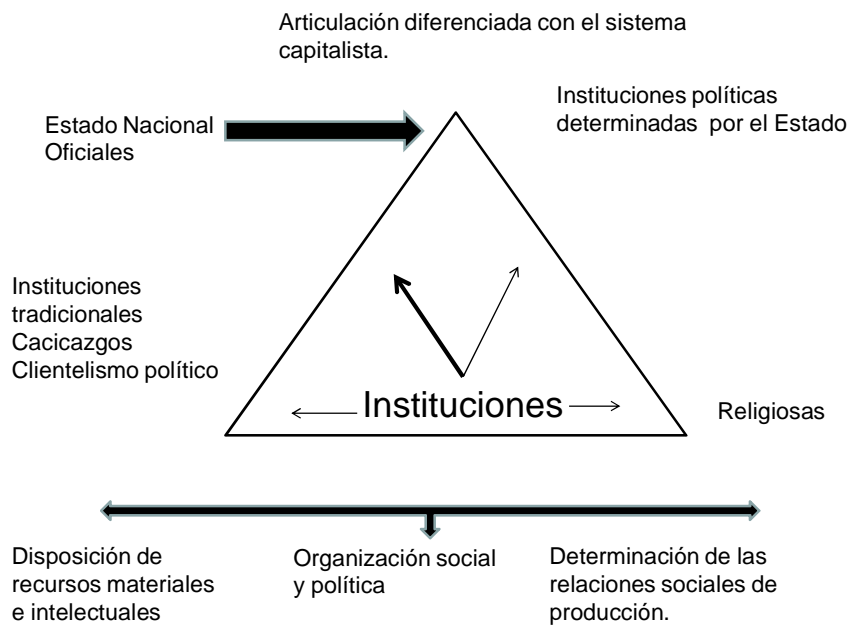 Articulación diferenciada con el sistema
capitalista.
Instituciones políticas
determinadas por el Estado
Estado Nacional
Oficiales
Instituciones
tradicionales
Cacicazgos
Clientelismo político
Instituciones
Religiosas
Disposición de
recursos materiales
e intelectuales
Organización social
y política
Determinación de las
relaciones sociales de
producción.